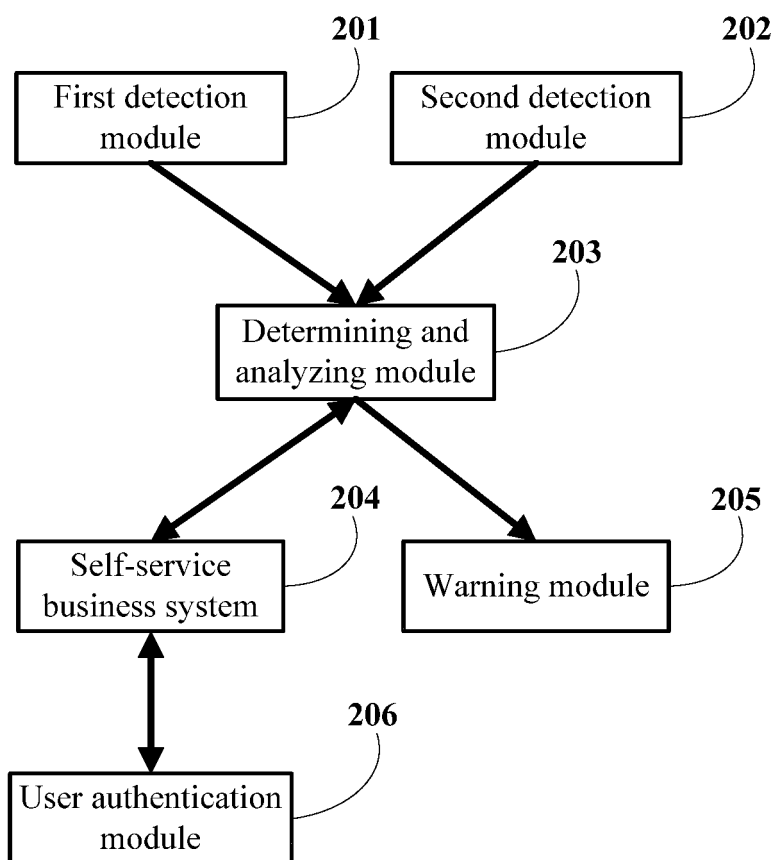 201
202
First detection
module
Second detection
module
203
Determining and
analyzing module
204
205
Self-service
business system
Warning module
206
User authentication
module